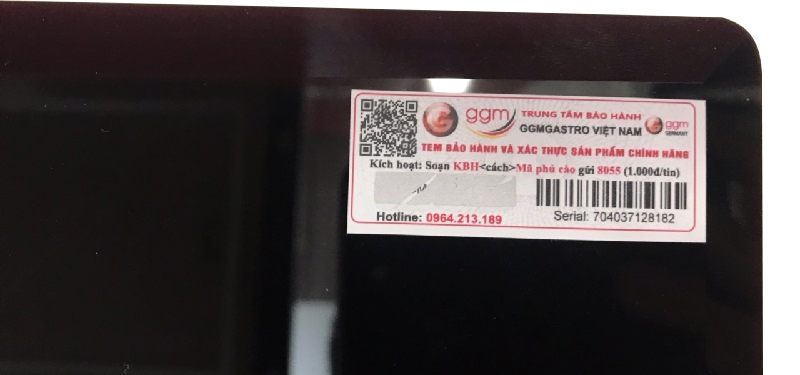 ggm TRUNG TÂM BẢO HÀNH
GGMGASTRO VIỆT NAM
ggm
GERMANY
TEM BẢO HÀNH VÀ XÁC THỰC SẢN PHẨM CHÍNH HÃNG
Kích hoạt: Soạn KBH<cách>Mã phủ cào gửi 8055 (1.000đ/tin)
Hotline: 0964.213.189
Serial: 704037128182